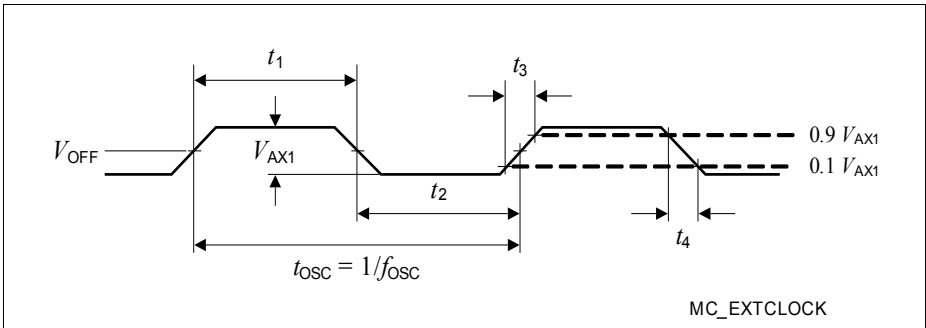 t1
t3
VOFF
VAX1
0.9 VAX1
0.1 VAX1
t2
t4
tOSC = 1/fOSC
MC_EXTCLOCK